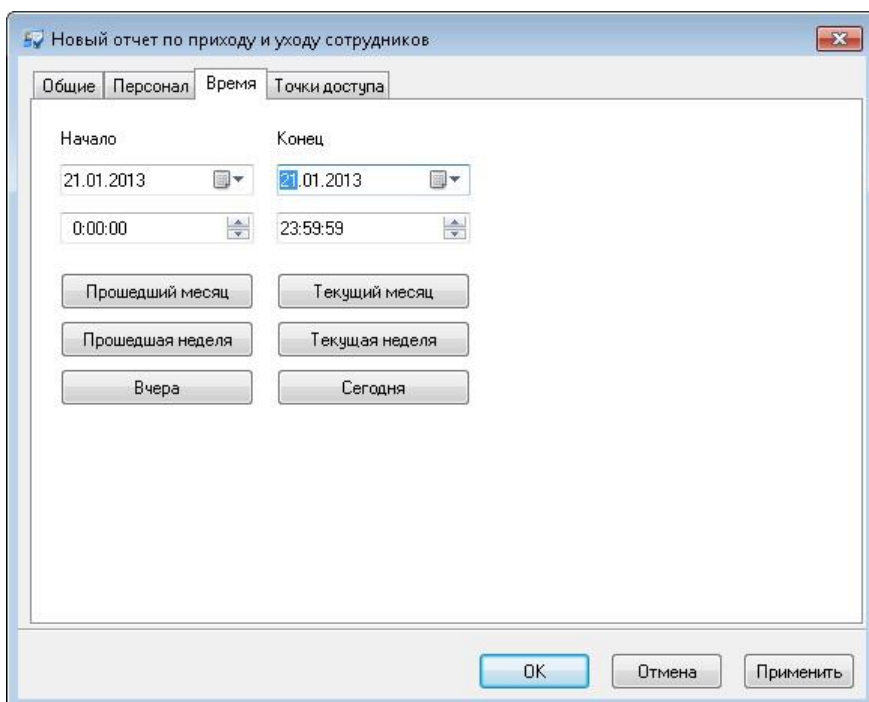 Новый отчет по приходу и уходу сотрудников
Общие Персонал Время Точки доступа
Начало Конец
21.01.2013 21.01.2013
0:00:00 23:59:59
Прошедший месяц Текущий месяц
Прошедшая неделя Текущая неделя
Вчера Сегодня
OK Отмена Применить